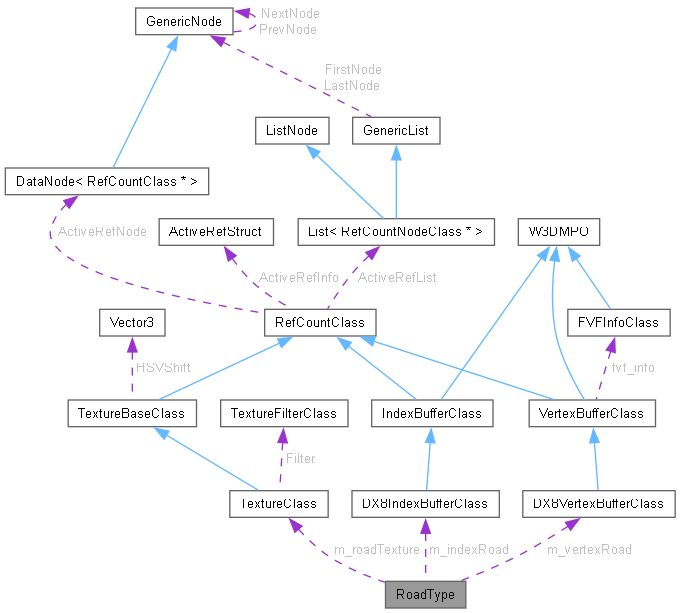 GenericNode
NextNode
PrevNode
FirstNode
LastNode
ListNode
GenericList
DataNode< RefCountClass * >
ActiveRefNode
ActiveRefStruct
List< RefCountNodeClass * >
W3DMPO
ActiveRefInfo
ActiveRefList
Vector3
RefCountClass
FVFInfoClass
HSVShift
fvf_info
TextureBaseClass
TextureFilterClass
IndexBufferClass
VertexBufferClass
Filter
TextureClass
DX8IndexBufferClass
DX8VertexBufferClass
m_roadTexture
m_indexRoad
m_vertexRoad
RoadType